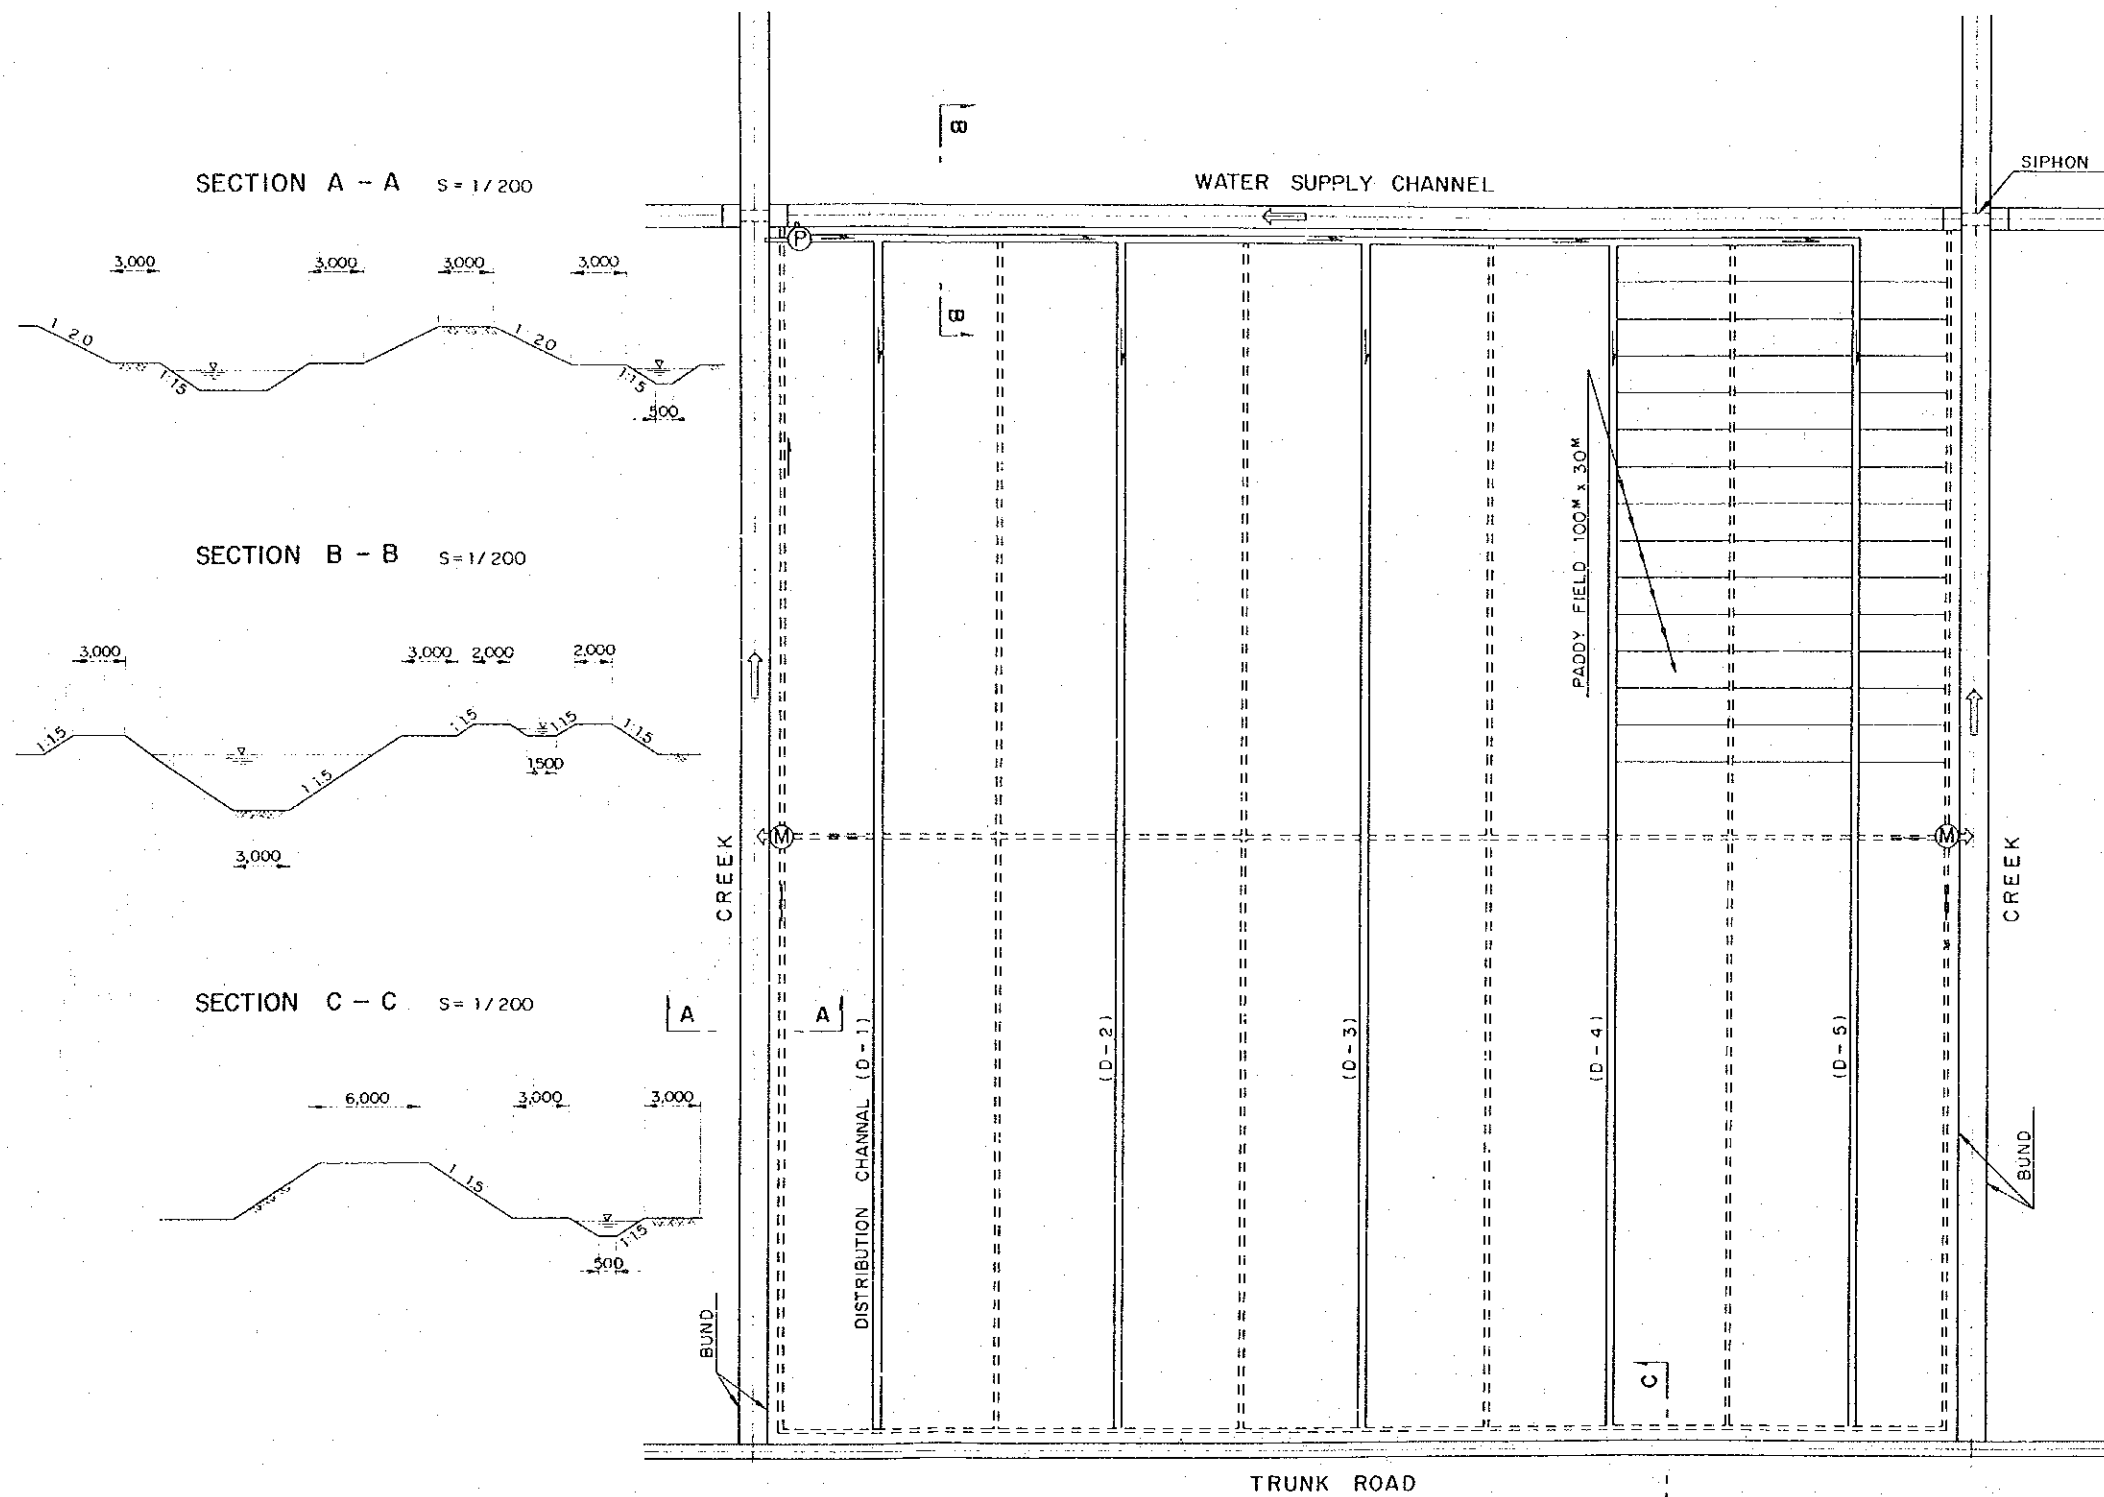 SECTION A - A S = 1/200
3,000 3,000 3,000 3,000
1 : 2.0
1 : 2.0
1:1.5
1:1.5
500
SECTION B - B S = 1/200
3,000 3,000 2,000 2,000
1:1.5
1:1.5
1:1.5
1:1.5
1:1.5
1,500
3,000
SECTION C - C S = 1/200
6,000 3,000 3,000
1 : 1.5
1:1.5
500
B
B
WATER SUPPLY CHANNEL
SIPHON
P
PADDY FIELD 100M x 30M
M
M
CREEK
CREEK
A
A
DISTRIBUTION CHANNAL (D-1)
(D-2)
(D-3)
(D-4)
(D-5)
BUND
BUND
C
TRUNK ROAD